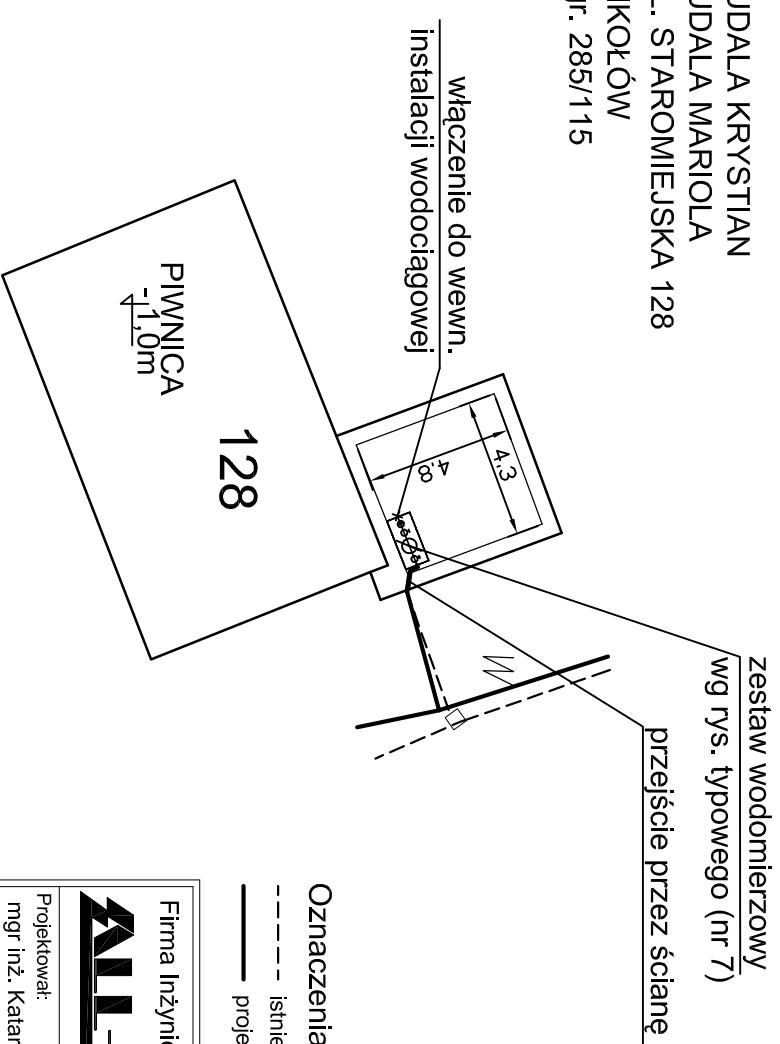 UDALA KRYSTIAN
UDALA MARIOLA
L. STAROMIEJSKA 128
IKOŁÓW
gr. 285/115
włączenie do wewn.
instalacji wodociągowej
4,3
4,8
PIWNICA
-1,0m
128
zestaw wodomierzowy
wg rys. typowego (nr 7)
przejście przez ścianę
Oznaczenia
istnie
proje
Firma Inżynie
ALL
Projektował:
mgr inż. Katar